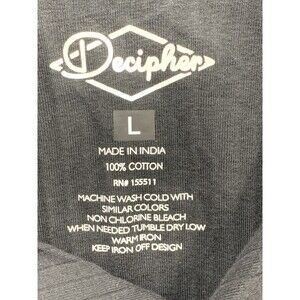 Decipher
L
MADE IN INDIA
100% COTTON
RN# 155511
MACHINE WASH COLD WITH
SIMILAR COLORS
NON CHLORINE BLEACH
WHEN NEEDED TUMBLE DRY LOW
WARM IRON
KEEP IRON OFF DESIGN